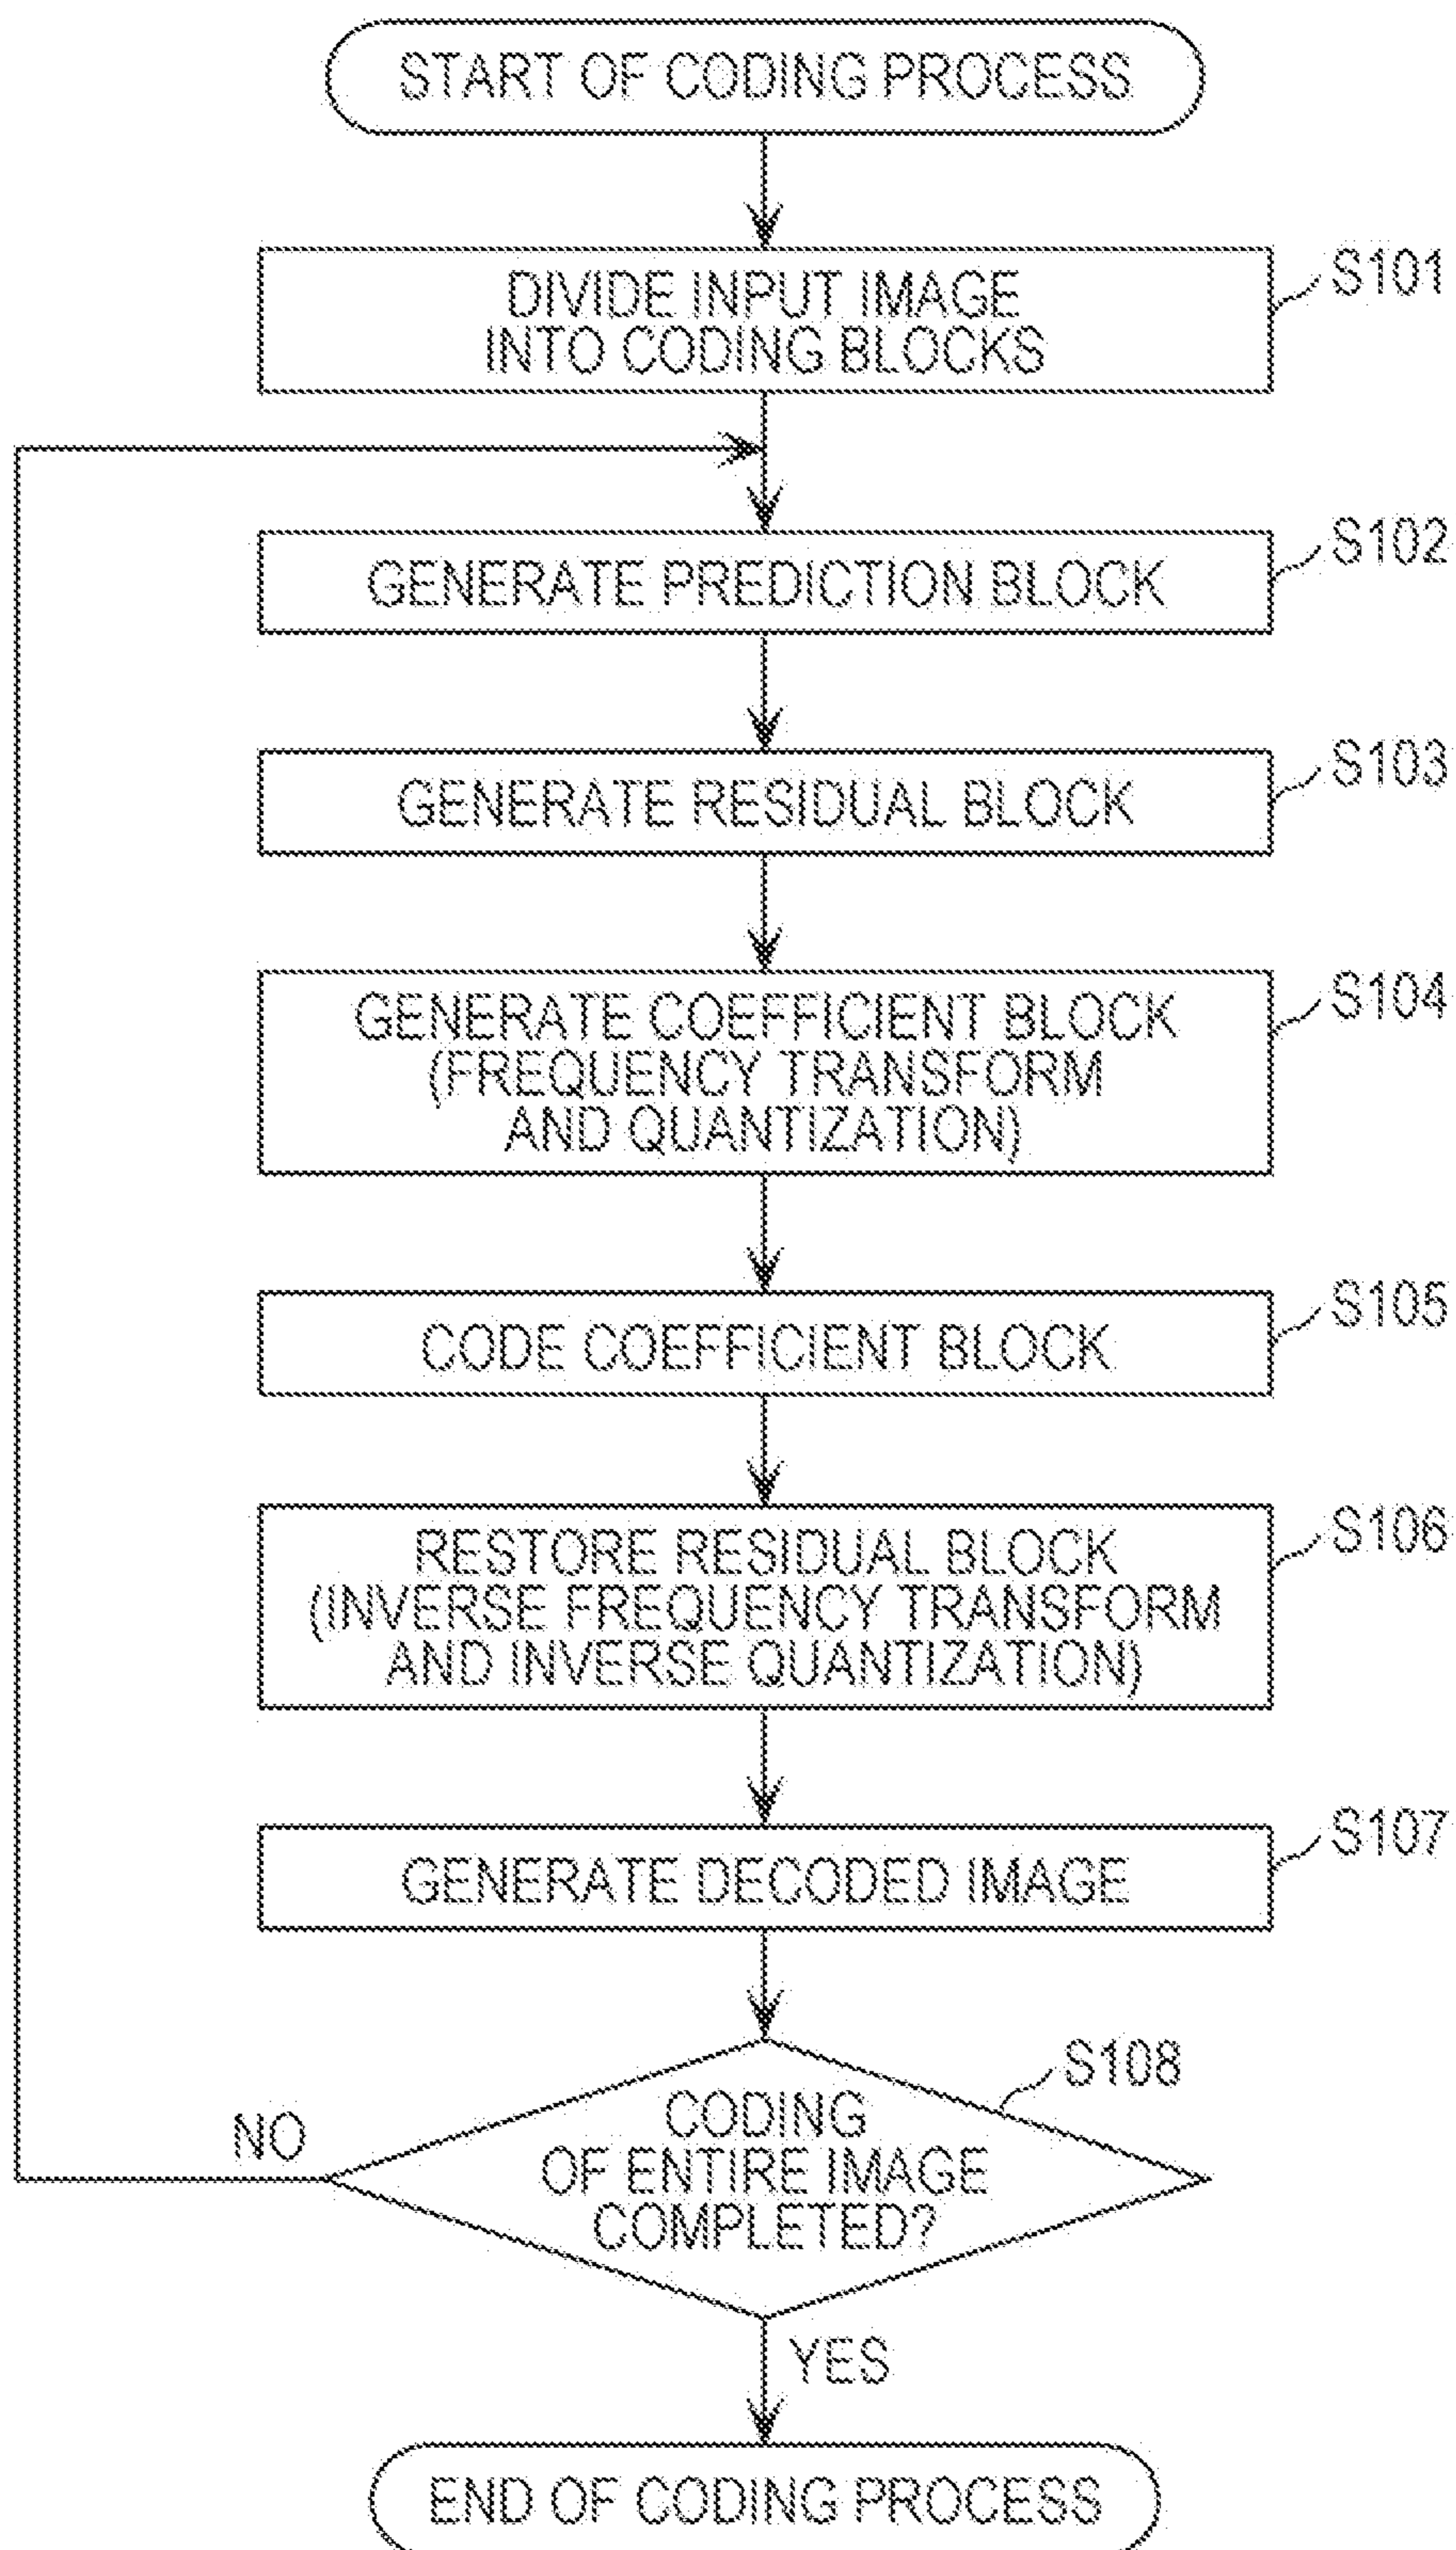 START OF CODING PROCESS
S101
DIVIDE INPUT IMAGE
INTO CODING BLOCKS
S102
GENERATE PREDICTION BLOCK
S103
GENERATE RESIDUAL BLOCK
S104
GENERATE COEFFICIENT BLOCK
(FREQUENCY TRANSFORM
AND QUANTIZATION)
S105
CODE COEFFICIENT BLOCK
S106
RESTORE RESIDUAL BLOCK
(INVERSE FREQUENCY TRANSFORM
AND INVERSE QUANTIZATION)
S107
GENERATE DECODED IMAGE
S108
CODING
OF ENTIRE IMAGE
COMPLETED?
NO
YES
END OF CODING PROCESS